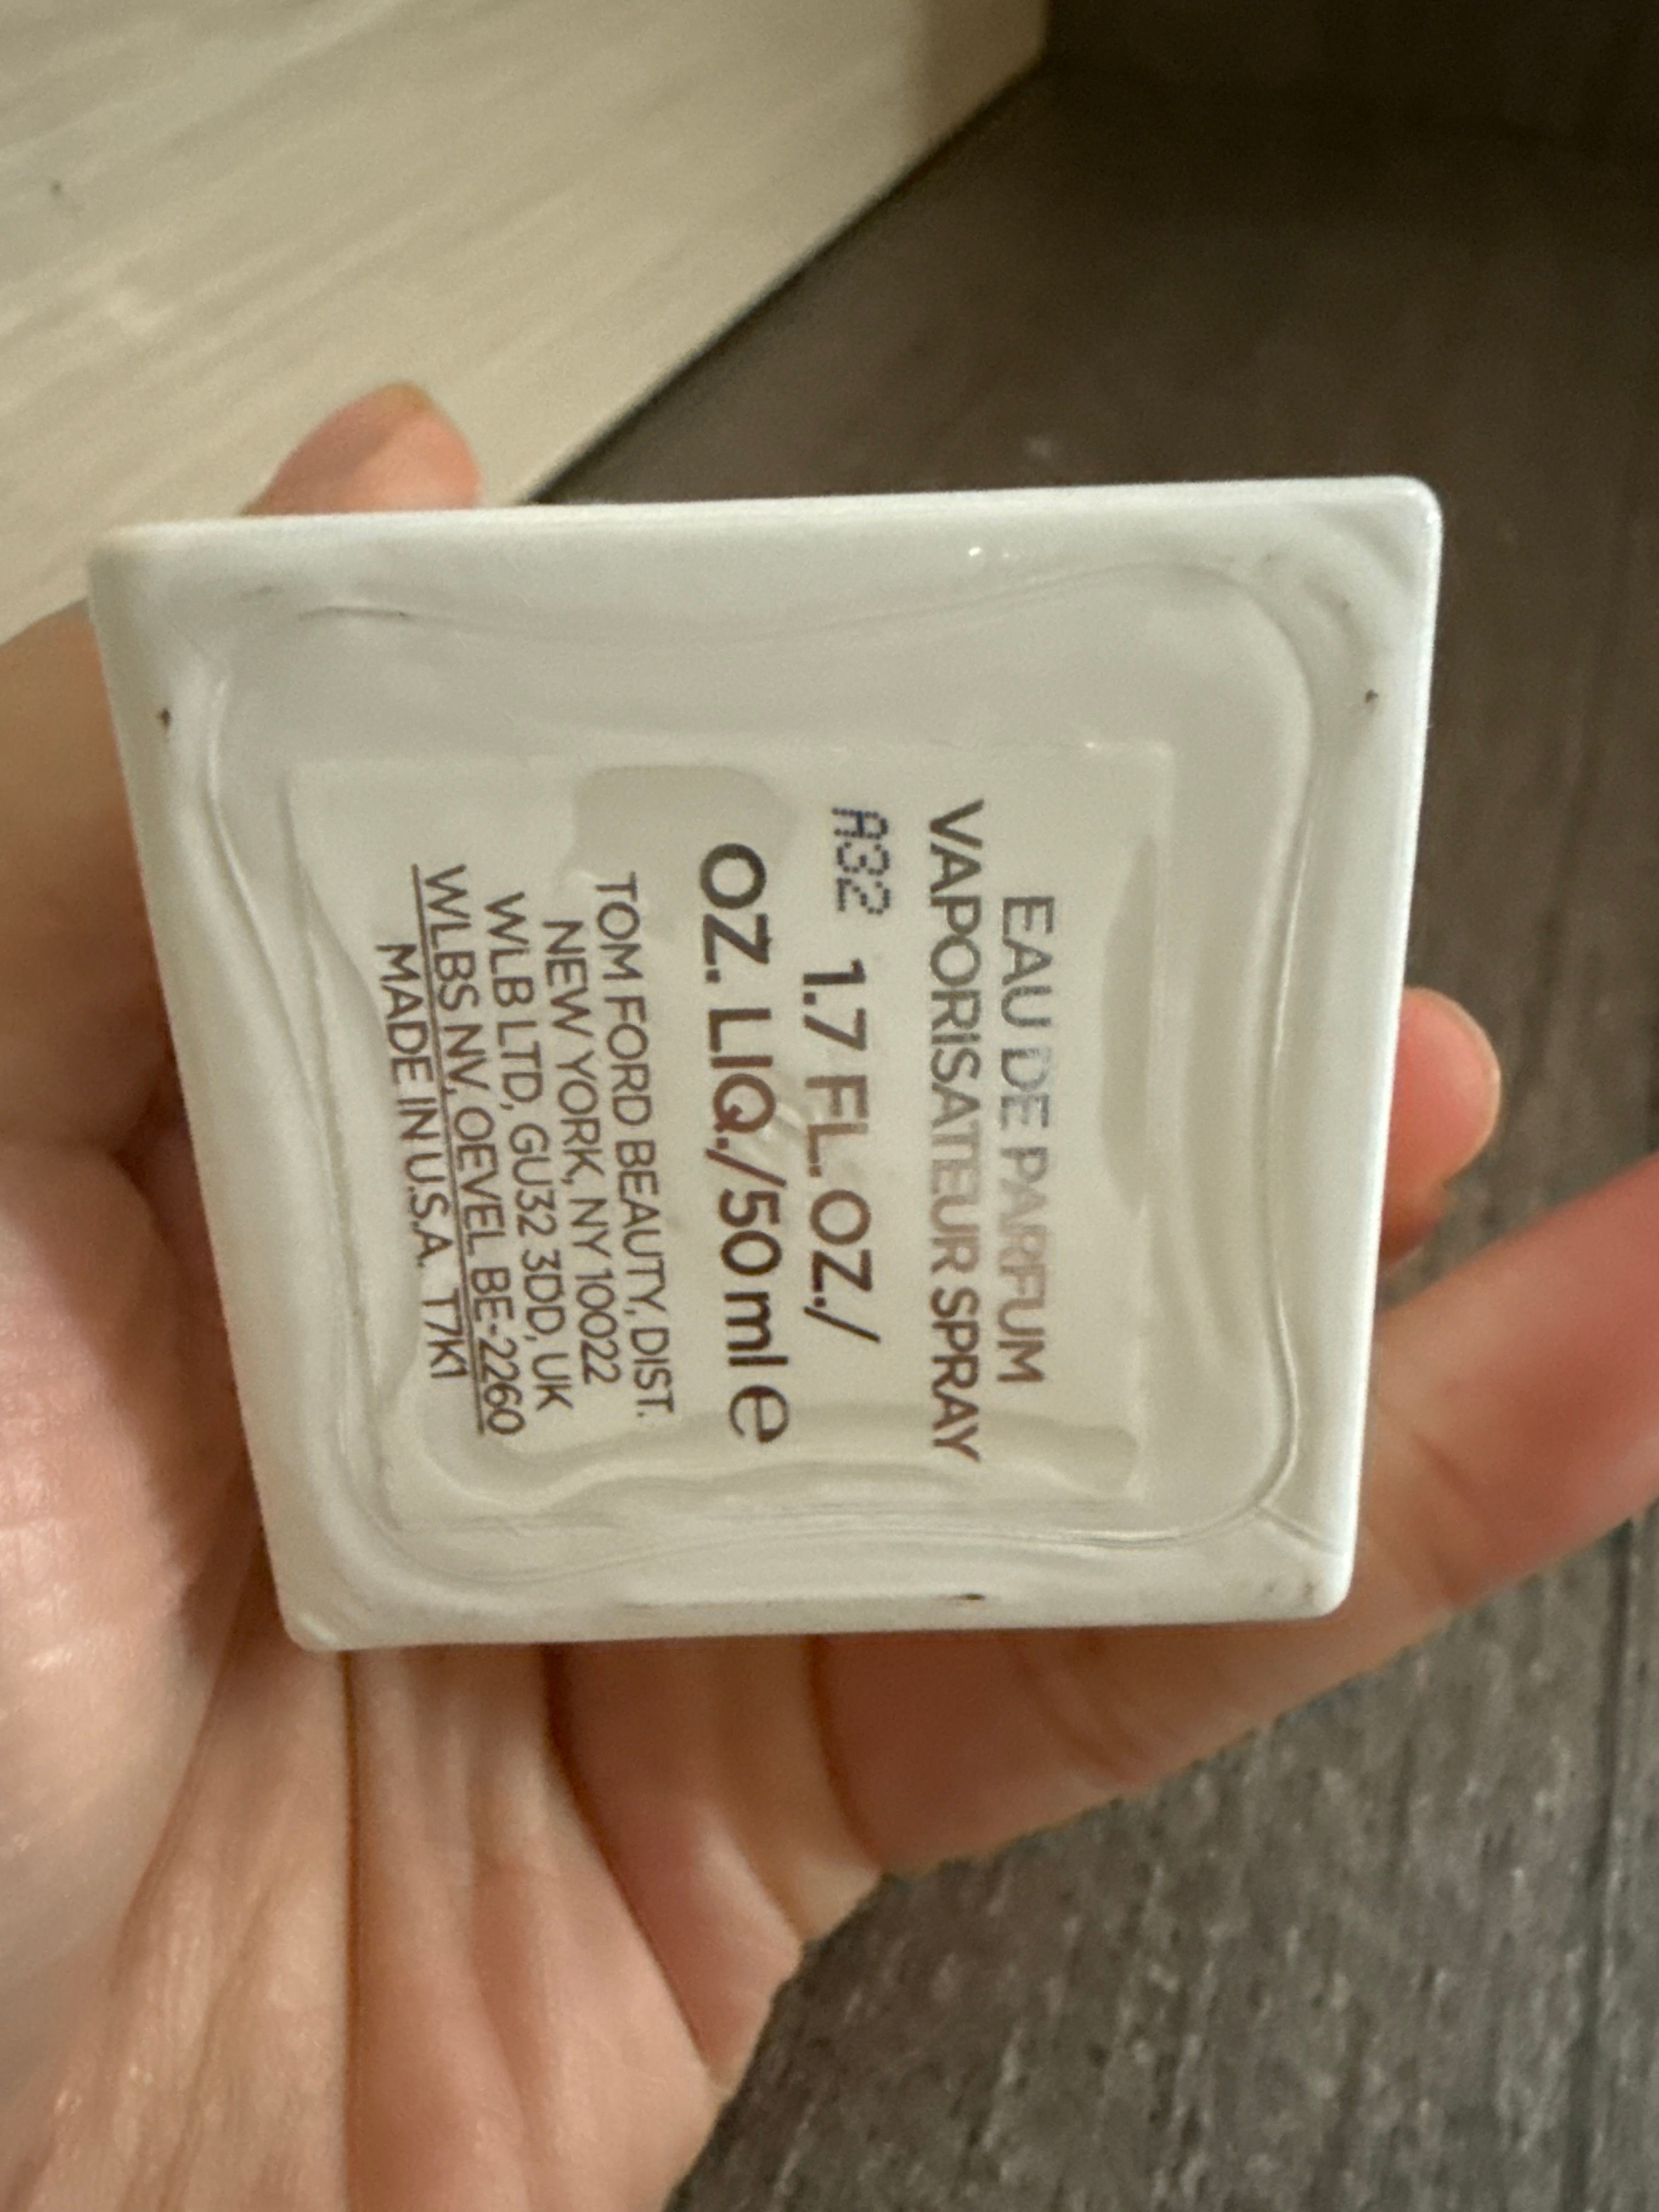 EAU DE PARFUM
VAPORISATEUR SPRAY
A32 1.7 FL. OZ./
OZ. LIQ./50 ml e
TOM FORD BEAUTY, DIST.
NEW YORK, NY 10022
WLB LTD, GU32 3DD, UK
WLBS NV, OEVEL BE-2260
MADE IN U.S.A. T7K1